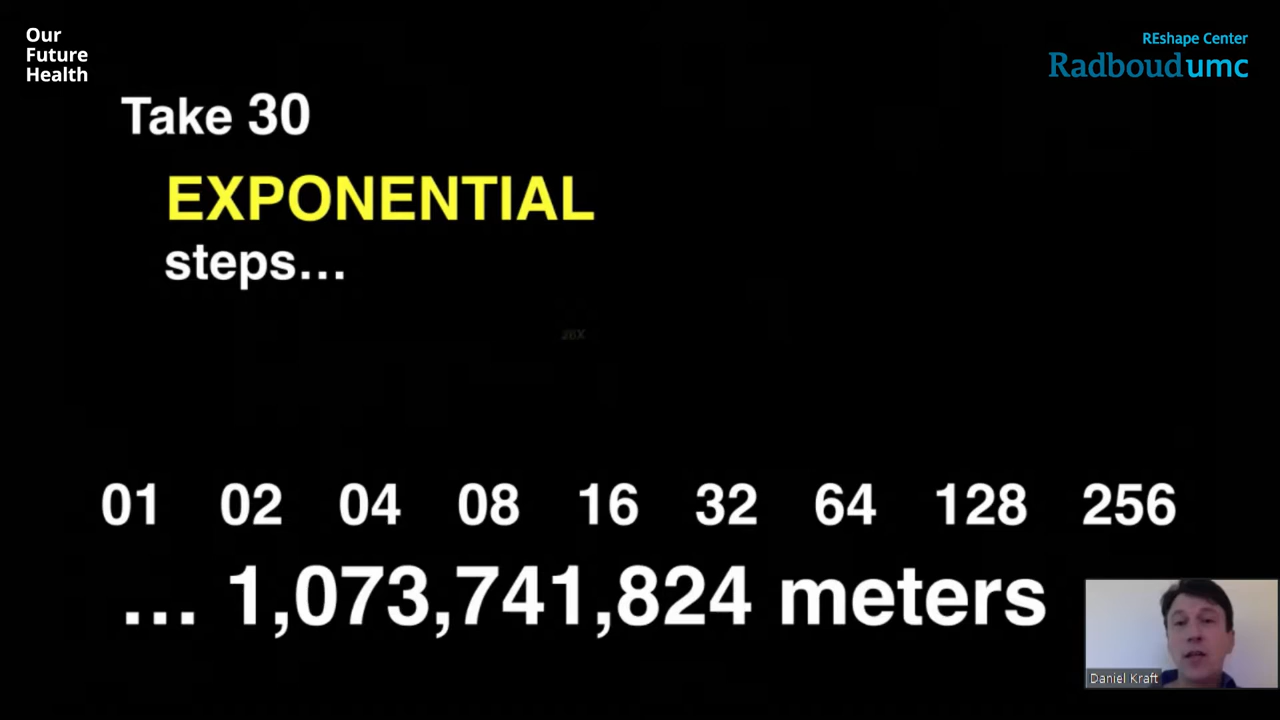 Our
Future
Health
REshape Center
Radboudumc
Take 30
EXPONENTIAL
steps...
01 02 04 08 16 32 64 128 256
... 1,073,741,824 meters
Daniel Kraft